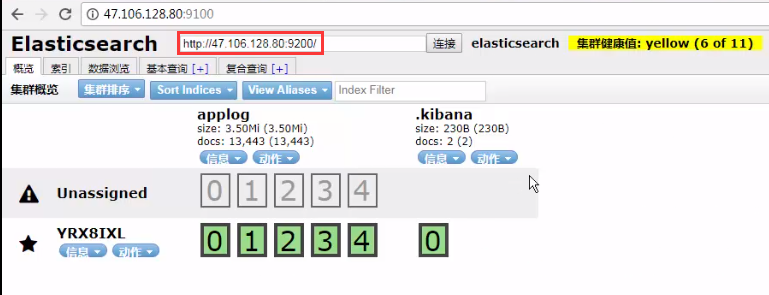 47.106.128.80:9100
Elasticsearch http://47.106.128.80:9200/ 连接 elasticsearch 集群健康值: yellow (6 of 11)
概览 索引 数据浏览 基本查询 [+] 复合查询 [+]
集群概览 集群排序 Sort Indices View Aliases Index Filter
applog .kibana
size: 3.50Mi (3.50Mi) size: 230B (230B)
docs: 13,443 (13,443) docs: 2 (2)
信息 动作 信息 动作
Unassigned 0 1 2 3 4
YRX8IXL 0 1 2 3 4 0
信息 动作